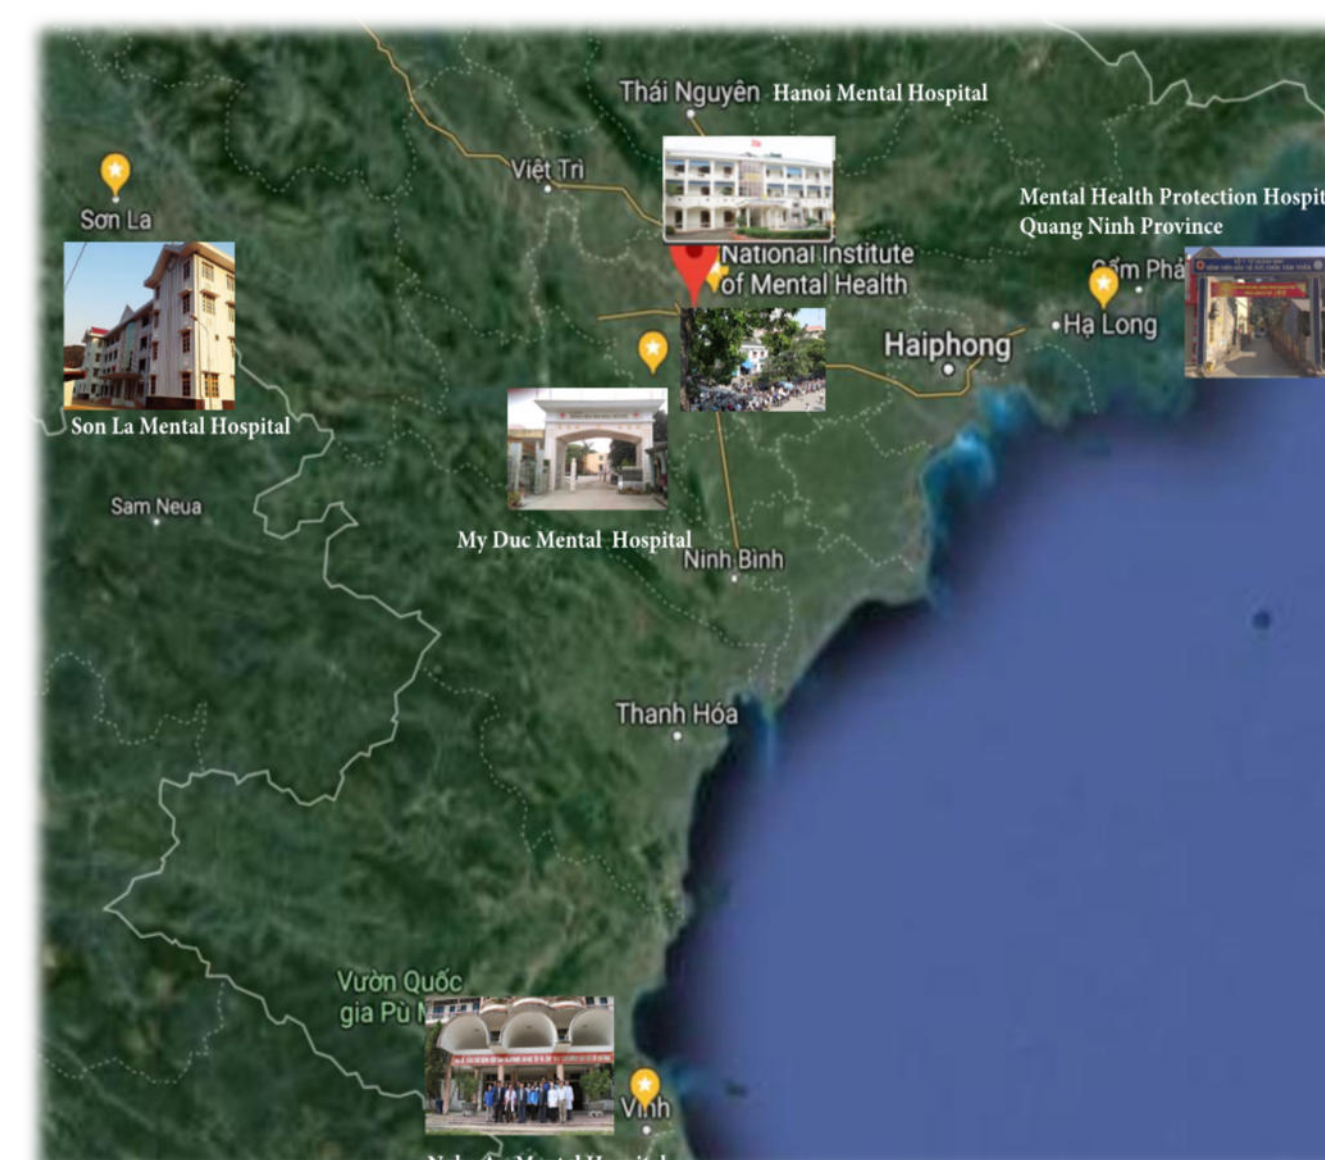 Thái Nguyên
Hanoi Mental Hospital
Việt Trì
Sơn La
Mental Health Protection
Quang Ninh Province
National Institute
of Mental Health
Cẩm Phả
Hạ Long
Haiphong
Son La Mental Hospital
Sam Neua
My Duc Mental Hospital
Ninh Bình
Thanh Hóa
Vườn Quốc
gia Pù
Vinh
Mental Hospital